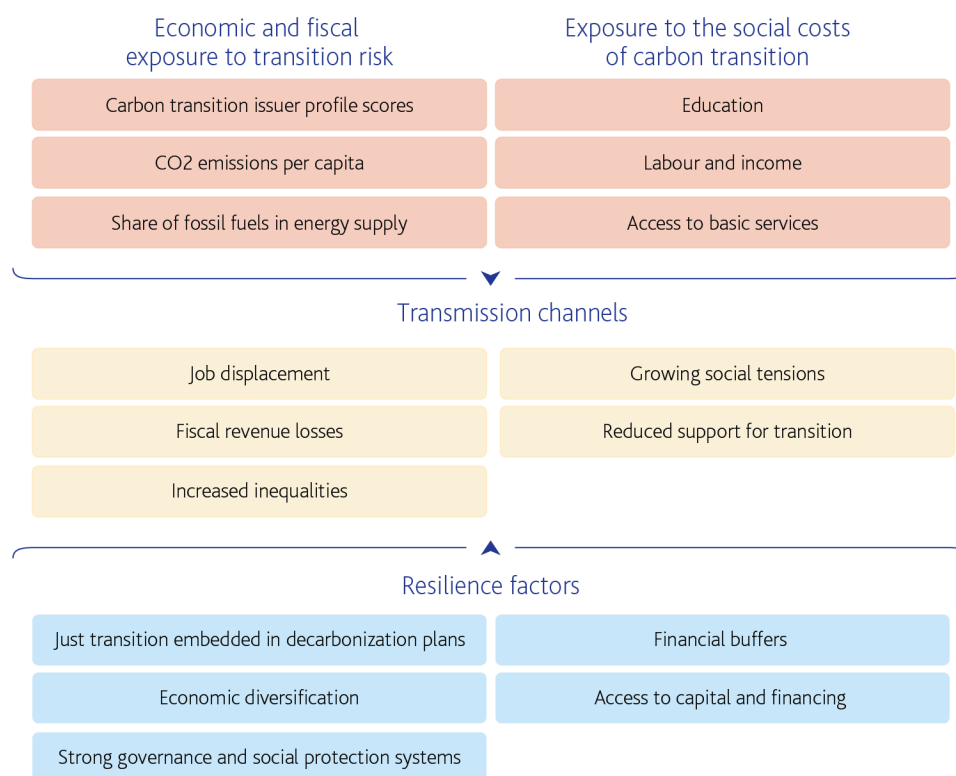 Economic and fiscal
exposure to transition risk
Carbon transition issuer profile scores
CO2 emissions per capita
Share of fossil fuels in energy supply
Exposure to the social costs
of carbon transition
Education
Labour and income
Access to basic services
Transmission channels
Job displacement
Fiscal revenue losses
Increased inequalities
Growing social tensions
Reduced support for transition
Resilience factors
Just transition embedded in decarbonization plans
Economic diversification
Strong governance and social protection systems
Financial buffers
Access to capital and financing